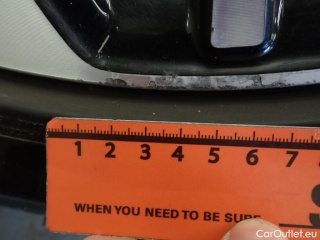 1 2 3 4 5 6 7
WHEN YOU NEED TO BE SURE
CarOutlet.eu